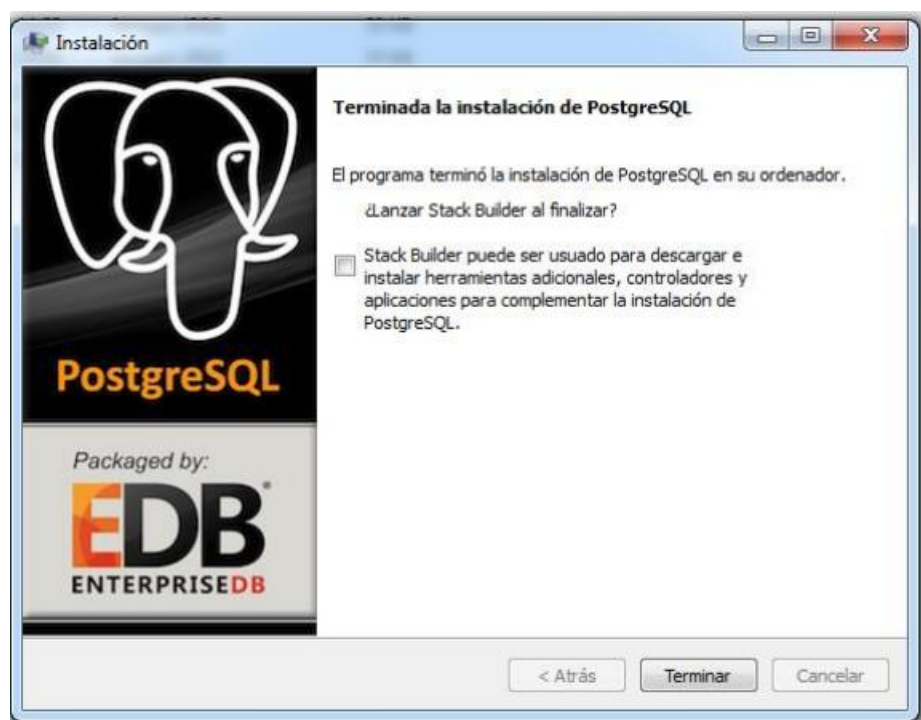 Instalación
Terminada la instalación de PostgreSQL
El programa terminó la instalación de PostgreSQL en su ordenador.
¿Lanzar Stack Builder al finalizar?
Stack Builder puede ser usado para descargar e
instalar herramientas adicionales, controladores y
aplicaciones para complementar la instalación de
PostgreSQL.
PostgreSQL
Packaged by:
EDB
ENTERPRISEDB
< Atrás
Terminar
Cancelar